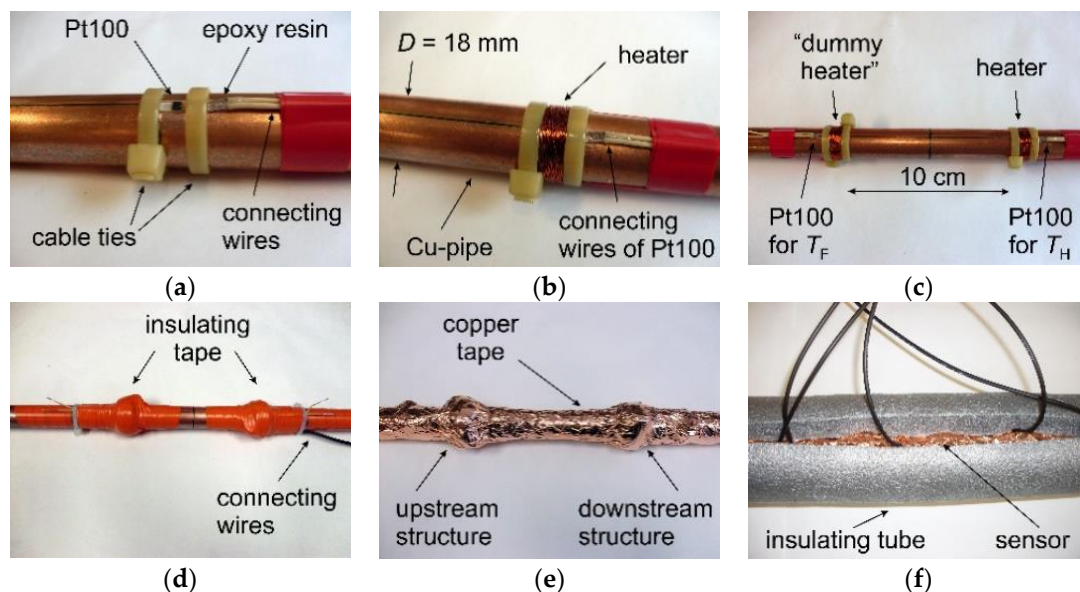 Pt100
epoxy resin
cable ties
connecting
wires
(a)
D = 18 mm
heater
Cu-pipe
connecting
wires of Pt100
(b)
“dummy
heater”
heater
10 cm
Pt100
for TF
Pt100
for TH
(c)
insulating
tape
connecting
wires
(d)
copper
tape
upstream
structure
downstream
structure
(e)
insulating tube
sensor
(f)